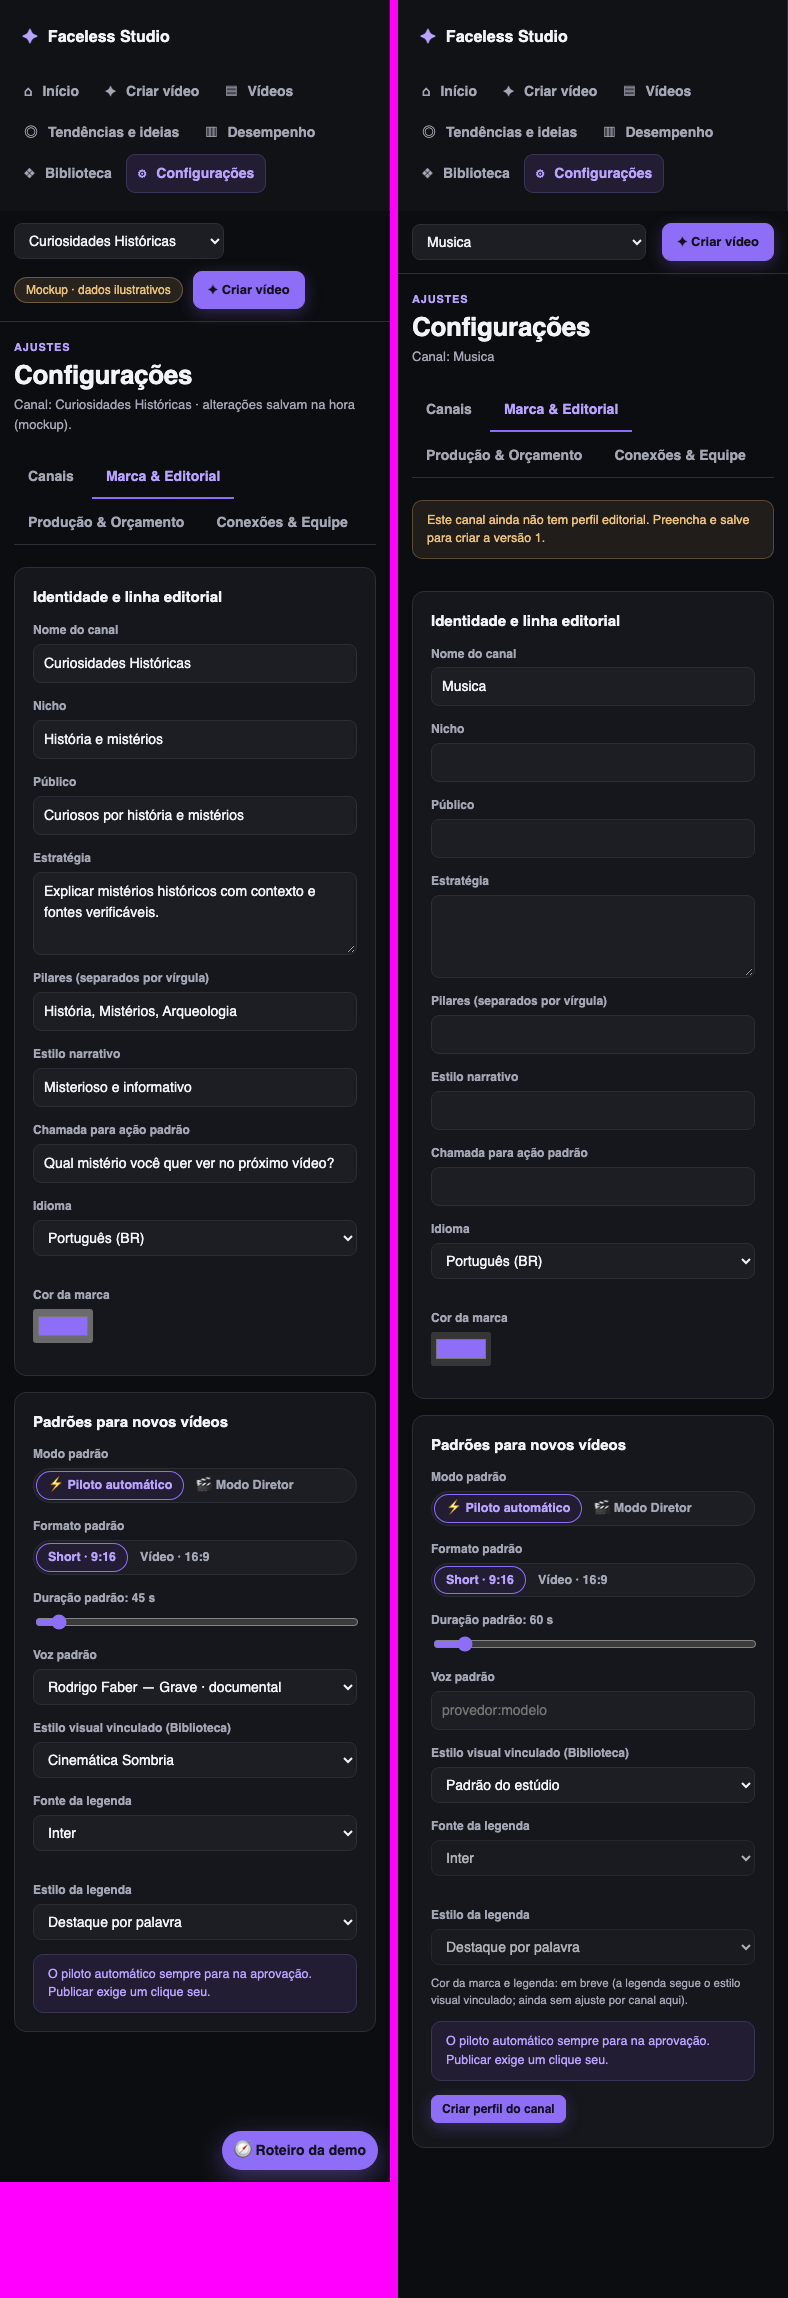 Faceless Studio
Início
Criar vídeo
Vídeos
Tendências e ideias
Desempenho
Biblioteca
Configurações
Curiosidades Históricas
Mockup · dados ilustrativos
Criar vídeo
AJUSTES
Configurações
Canal: Curiosidades Históricas · alterações salvam na hora
(mockup).
Canais
Marca & Editorial
Produção & Orçamento
Conexões & Equipe
Identidade e linha editorial
Nome do canal
Curiosidades Históricas
Nicho
História e mistérios
Público
Curiosos por história e mistérios
Estratégia
Explicar mistérios históricos com contexto e
fontes verificáveis.
Pilares (separados por vírgula)
História, Mistérios, Arqueologia
Estilo narrativo
Misterioso e informativo
Chamada para ação padrão
Qual mistério você quer ver no próximo vídeo?
Idioma
Português (BR)
Cor da marca
Padrões para novos vídeos
Modo padrão
Piloto automático
Modo Diretor
Formato padrão
Short · 9:16
Vídeo · 16:9
Duração padrão: 45 s
Voz padrão
Rodrigo Faber — Grave · documental
Estilo visual vinculado (Biblioteca)
Cinemática Sombria
Fonte da legenda
Inter
Estilo da legenda
Destaque por palavra
O piloto automático sempre para na aprovação.
Publicar exige um clique seu.
Roteiro da demo
Faceless Studio
Início
Criar vídeo
Vídeos
Tendências e ideias
Desempenho
Biblioteca
Configurações
Musica
Criar vídeo
AJUSTES
Configurações
Canal: Musica
Canais
Marca & Editorial
Produção & Orçamento
Conexões & Equipe
Este canal ainda não tem perfil editorial. Preencha e salve
para criar a versão 1.
Identidade e linha editorial
Nome do canal
Musica
Nicho
Público
Estratégia
Pilares (separados por vírgula)
Estilo narrativo
Chamada para ação padrão
Idioma
Português (BR)
Cor da marca
Padrões para novos vídeos
Modo padrão
Piloto automático
Modo Diretor
Formato padrão
Short · 9:16
Vídeo · 16:9
Duração padrão: 60 s
Voz padrão
provedor:modelo
Estilo visual vinculado (Biblioteca)
Padrão do estúdio
Fonte da legenda
Inter
Estilo da legenda
Destaque por palavra
Cor da marca e legenda: em breve (a legenda segue o estilo
visual vinculado; ainda sem ajuste por canal aqui).
O piloto automático sempre para na aprovação.
Publicar exige um clique seu.
Criar perfil do canal